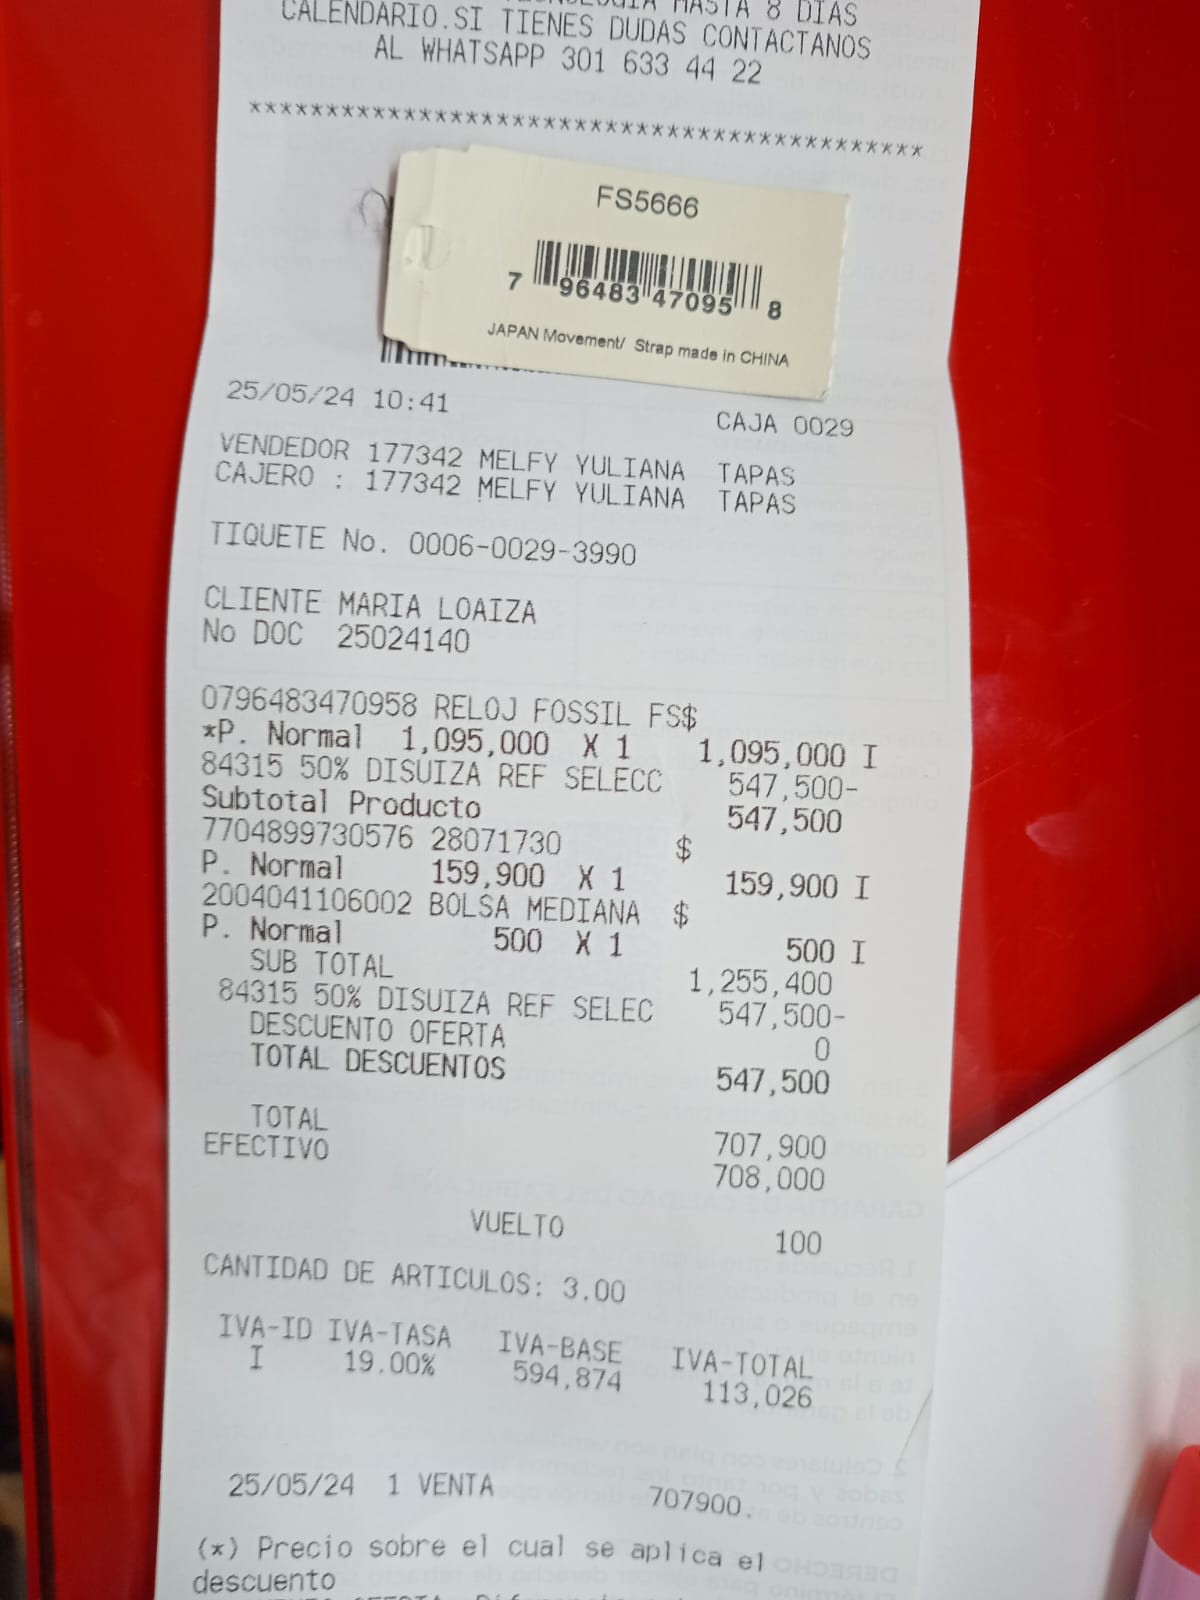 HASTA 8 DIAS
CALENDARIO.SI TIENES DUDAS CONTACTANOS
AL WHATSAPP 301 633 44 22
********************************************
FS5666
7 96483 47095 8
JAPAN Movement/ Strap made in CHINA
25/05/24 10:41 CAJA 0029
VENDEDOR 177342 MELFY YULIANA TAPAS
CAJERO : 177342 MELFY YULIANA TAPAS
TIQUETE No. 0006-0029-3990
CLIENTE MARIA LOAIZA
No DOC 25024140
0796483470958 RELOJ FOSSIL FS$
*P. Normal 1,095,000 X 1 1,095,000 I
84315 50% DISUIZA REF SELECC 547,500-
Subtotal Producto 547,500
7704899730576 28071730 $
P. Normal 159,900 X 1 159,900 I
2004041106002 BOLSA MEDIANA $
P. Normal 500 X 1 500 I
SUB TOTAL 1,255,400
84315 50% DISUIZA REF SELEC 547,500-
DESCUENTO OFERTA 0
TOTAL DESCUENTOS 547,500
TOTAL 707,900
EFECTIVO 708,000
VUELTO 100
CANTIDAD DE ARTICULOS: 3.00
IVA-ID IVA-TASA IVA-BASE IVA-TOTAL
I 19.00% 594,874 113,026
25/05/24 1 VENTA 707900.
(*) Precio sobre el cual se aplica el
descuento